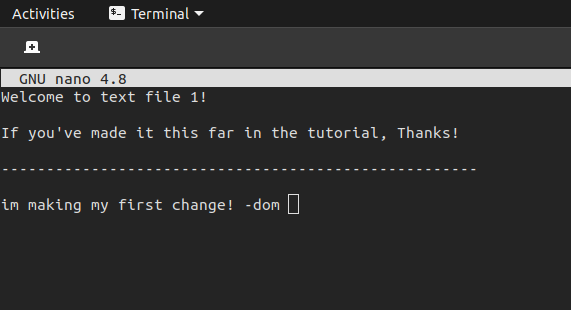 Activities Terminal
GNU nano 4.8
Welcome to text file 1!
If you've made it this far in the tutorial, Thanks!
-----------------------------------------------------
im making my first change! -dom